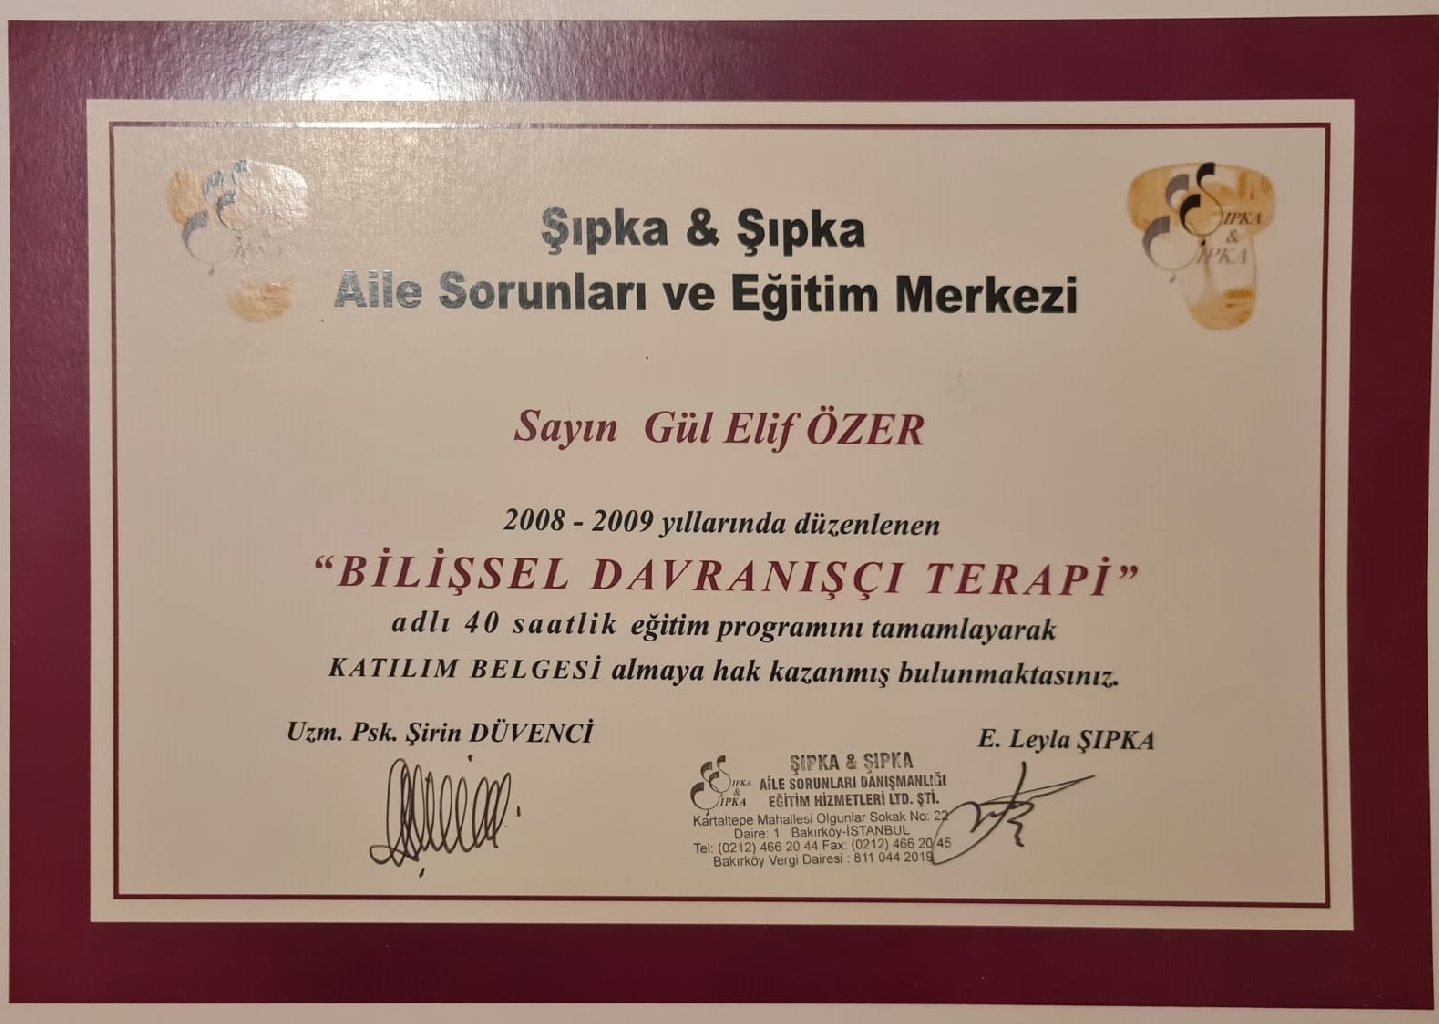 Şıpka & Şıpka
Aile Sorunları ve Eğitim Merkezi
ŞIPKA
&
ŞIPKA
Sayın Gül Elif ÖZER
2008 - 2009 yıllarında düzenlenen
“BİLİŞSEL DAVRANIŞÇI TERAPİ”
adlı 40 saatlik eğitim programını tamamlayarak
KATILIM BELGESİ almaya hak kazanmış bulunmaktasınız.
Uzm. Psk. Şirin DÜVENCİ
E. Leyla ŞIPKA
ŞIPKA
&
ŞIPKA
ŞIPKA & ŞIPKA
AİLE SORUNLARI DANIŞMANLIĞI
EĞİTİM HİZMETLERİ LTD. ŞTİ.
Kartaltepe Mahallesi Olgunlar Sokak No: 22
Daire: 1 Bakırköy-İSTANBUL
Tel: (0212) 466 20 44 Fax: (0212) 466 20 45
Bakırköy Vergi Dairesi : 811 044 2019